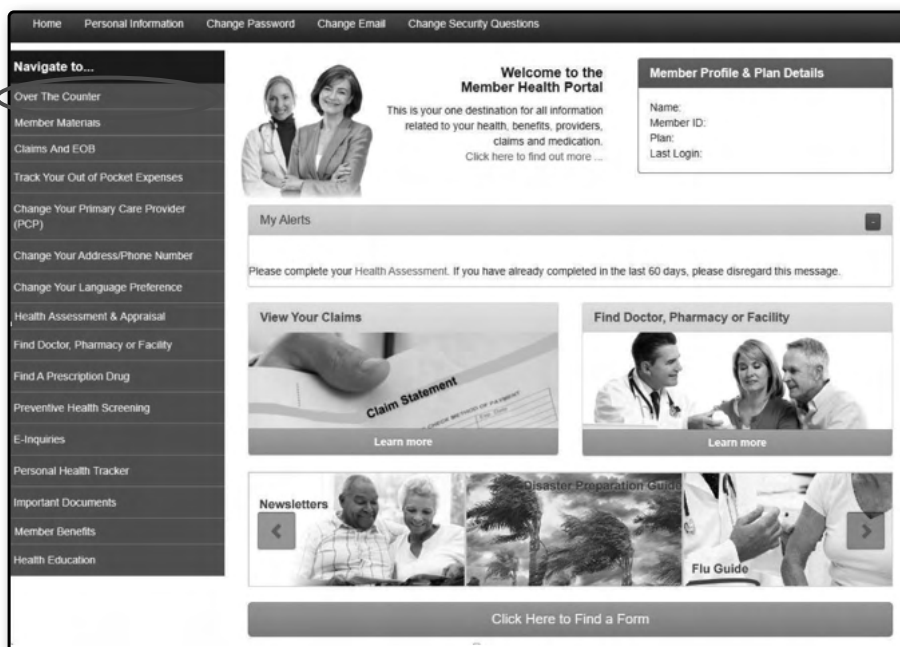 Home Personal Information Change Password Change Email Change Security Questions
Navigate to...
Over The Counter
Member Materials
Claims And EOB
Track Your Out of Pocket Expenses
Change Your Primary Care Provider
(PCP)
Change Your Address/Phone Number
Change Your Language Preference
Health Assessment & Appraisal
Find Doctor, Pharmacy or Facility
Find A Prescription Drug
Preventive Health Screening
E-Inquiries
Personal Health Tracker
Important Documents
Member Benefits
Health Education
Welcome to the
Member Health Portal
This is your one destination for all information
related to your health, benefits, providers,
claims and medication.
Click here to find out more ...
Member Profile & Plan Details
Name:
Member ID:
Plan:
Last Login:
My Alerts
-
Please complete your Health Assessment. If you have already completed in the last 60 days, please disregard this message.
View Your Claims
Claim Statement
CHECK METHOD OF PAYMENT
Learn more
Find Doctor, Pharmacy or Facility
Learn more
Newsletters
Disaster Preparation Guide
Flu Guide
Click Here to Find a Form